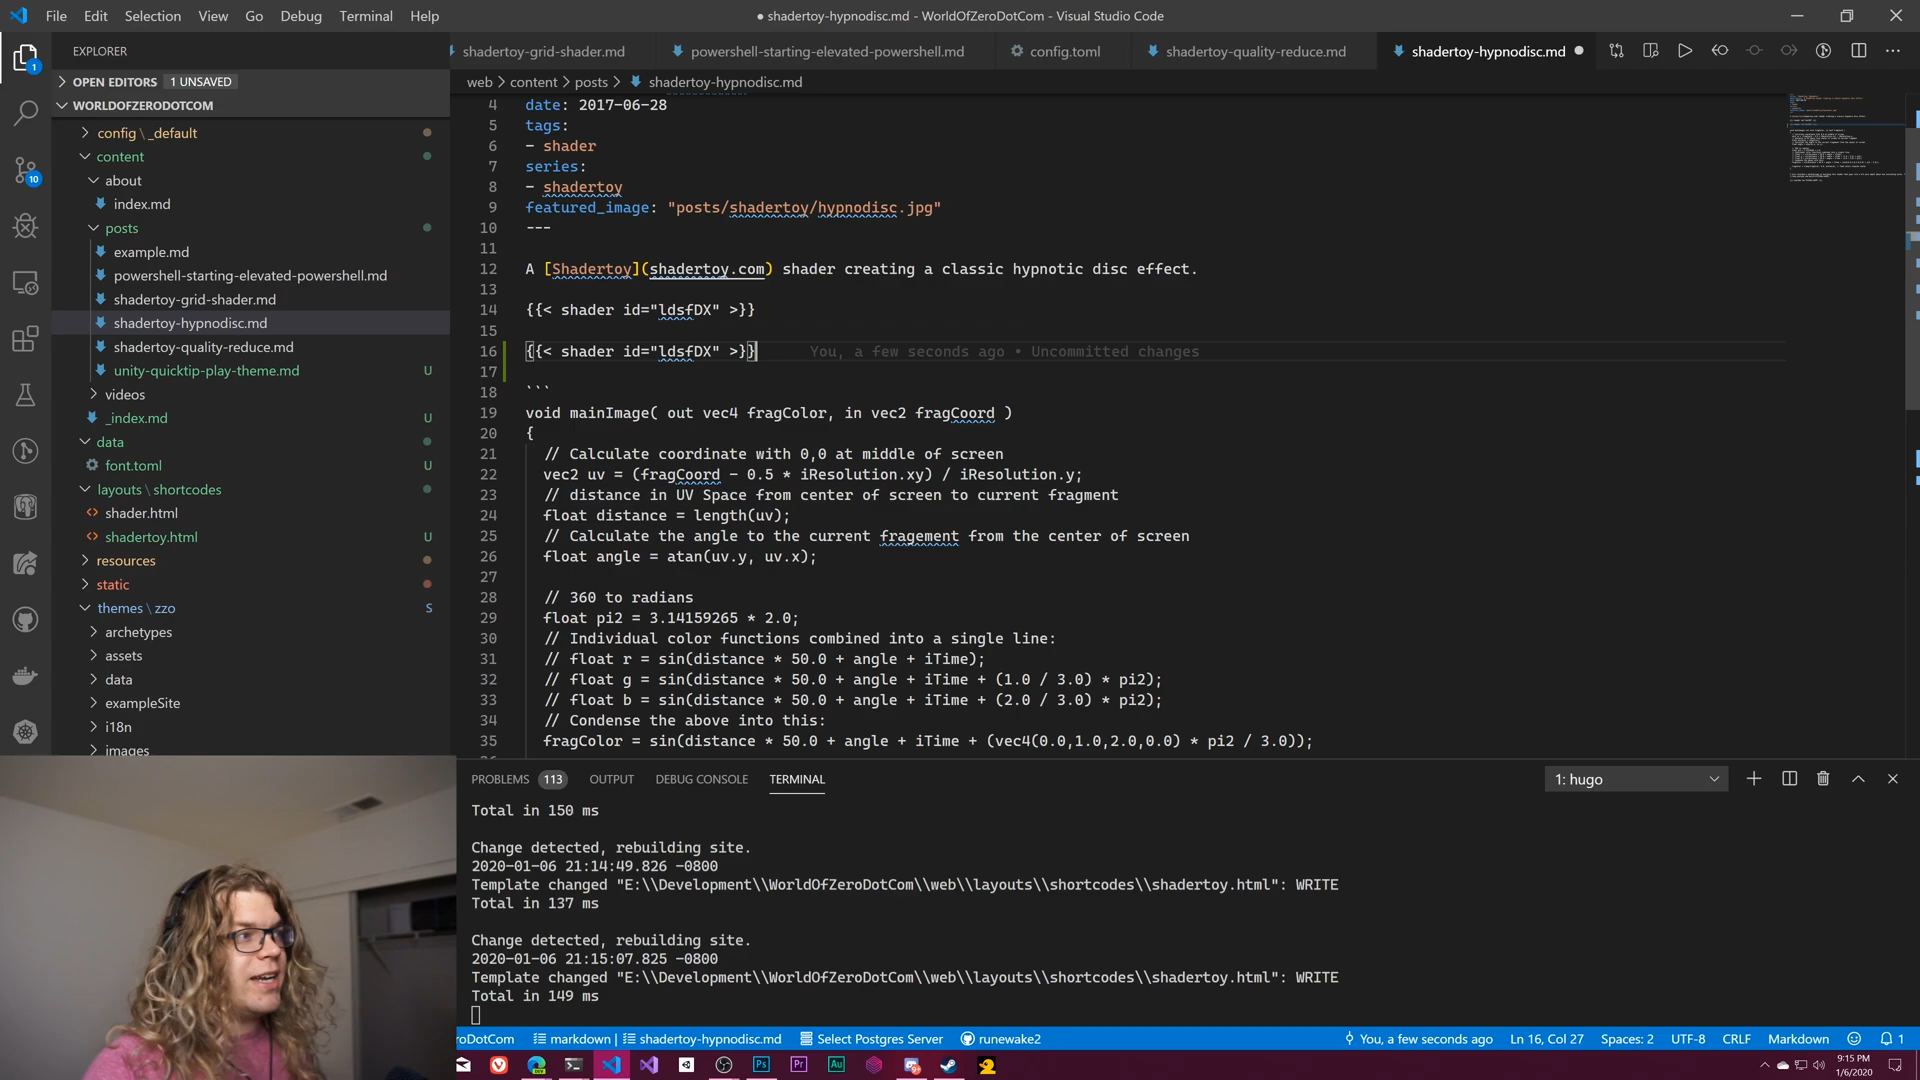 File Edit Selection View Go Debug Terminal Help
● shadertoy-hypnodisc.md - WorldOfZeroDotCom - Visual Studio Code
EXPLORER
OPEN EDITORS 1 UNSAVED
WORLDOFZERODOTCOM
config \ _default
content
about
index.md
posts
example.md
powershell-starting-elevated-powershell.md
shadertoy-grid-shader.md
shadertoy-hypnodisc.md
shadertoy-quality-reduce.md
unity-quicktip-play-theme.md U
videos
_index.md U
data
font.toml U
layouts \ shortcodes
shader.html
shadertoy.html U
resources
static
themes \ zzo S
archetypes
assets
data
exampleSite
i18n
images
1
10
shadertoy-grid-shader.md powershell-starting-elevated-powershell.md config.toml shadertoy-quality-reduce.md shadertoy-hypnodisc.md
web > content > posts > shadertoy-hypnodisc.md
4 date: 2017-06-28
5 tags:
6 - shader
7 series:
8 - shadertoy
9 featured_image: "posts/shadertoy/hypnodisc.jpg"
10 ---
11
12 A [Shadertoy](shadertoy.com) shader creating a classic hypnotic disc effect.
13
14 {{< shader id="ldsfDX" >}}
15
16 {{< shader id="ldsfDX" >}} You, a few seconds ago • Uncommitted changes
17
18 ```
19 void mainImage( out vec4 fragColor, in vec2 fragCoord )
20 {
21 // Calculate coordinate with 0,0 at middle of screen
22 vec2 uv = (fragCoord - 0.5 * iResolution.xy) / iResolution.y;
23 // distance in UV Space from center of screen to current fragment
24 float distance = length(uv);
25 // Calculate the angle to the current fragement from the center of screen
26 float angle = atan(uv.y, uv.x);
27
28 // 360 to radians
29 float pi2 = 3.14159265 * 2.0;
30 // Individual color functions combined into a single line:
31 // float r = sin(distance * 50.0 + angle + iTime);
32 // float g = sin(distance * 50.0 + angle + iTime + (1.0 / 3.0) * pi2);
33 // float b = sin(distance * 50.0 + angle + iTime + (2.0 / 3.0) * pi2);
34 // Condense the above into this:
35 fragColor = sin(distance * 50.0 + angle + iTime + (vec4(0.0,1.0,2.0,0.0) * pi2 / 3.0));
PROBLEMS 113 OUTPUT DEBUG CONSOLE TERMINAL 1: hugo
Total in 150 ms
Change detected, rebuilding site.
2020-01-06 21:14:49.826 -0800
Template changed "E:\\Development\\WorldOfZeroDotCom\\web\\layouts\\shortcodes\\shadertoy.html": WRITE
Total in 137 ms
Change detected, rebuilding site.
2020-01-06 21:15:07.825 -0800
Template changed "E:\\Development\\WorldOfZeroDotCom\\web\\layouts\\shortcodes\\shadertoy.html": WRITE
Total in 149 ms
roDotCom markdown | shadertoy-hypnodisc.md Select Postgres Server runewake2 You, a few seconds ago Ln 16, Col 27 Spaces: 2 UTF-8 CRLF Markdown 1
DEV Ps Pr Au
9:15 PM
1/6/2020